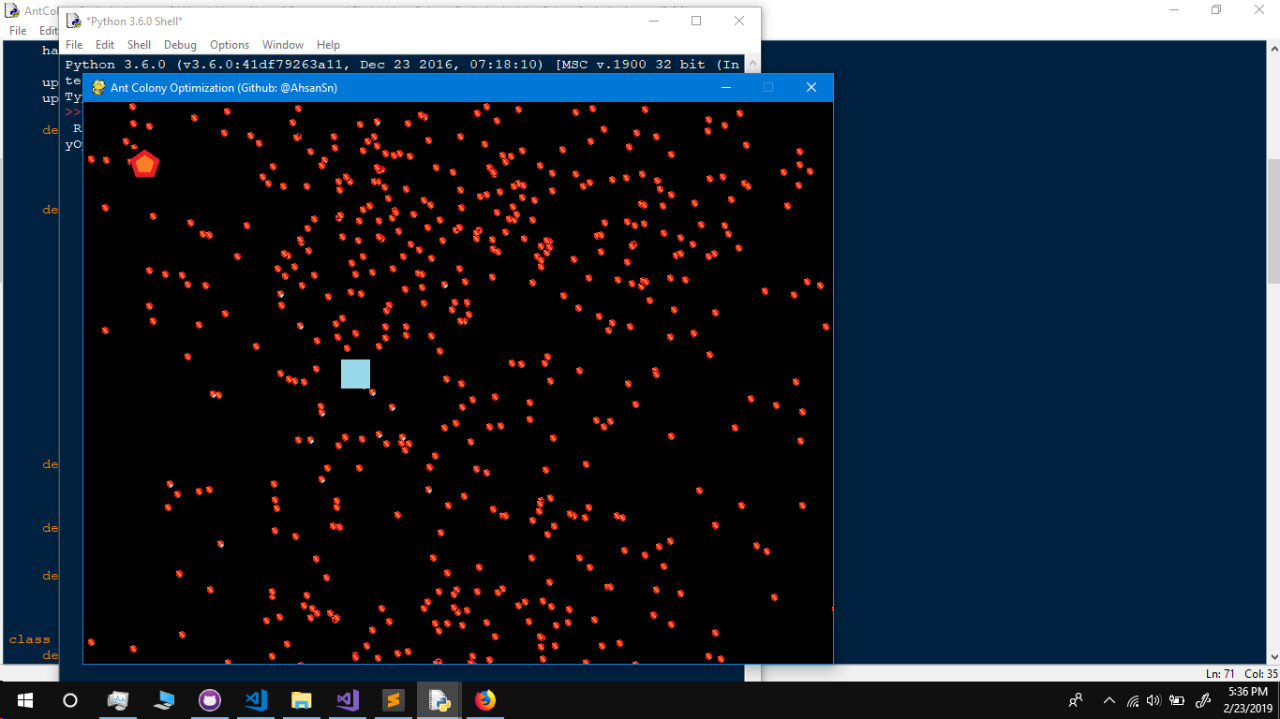 AntC
*Python 3.6.0 Shell*
File Edit
File Edit Shell Debug Options Window Help
ha
Python 3.6.0 (v3.6.0:41df79263a11, Dec 23 2016, 07:18:10) [MSC v.1900 32 bit (In
up te
Ant Colony Optimization (Github: @AhsanSn)
up Ty
>>
de R
yO
de
de
de
de
class
de
Ln: 71 Col: 35
5:36 PM
2/23/2019